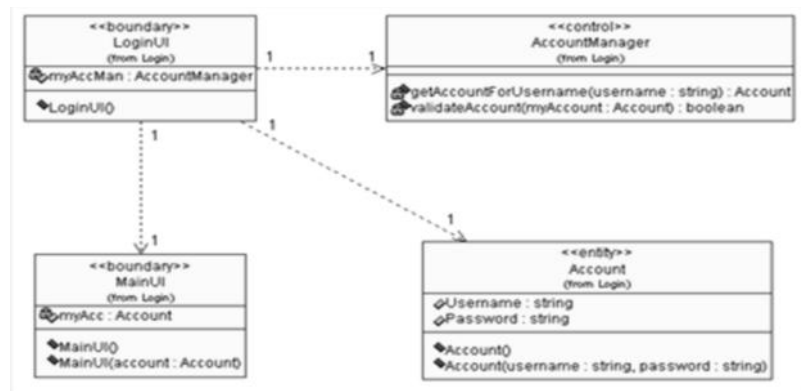 <<boundary>>
LoginUI
(from Login)
myAccMan : AccountManager
LoginUI()
1
1
<<control>>
AccountManager
(from Login)
getAccountForUsername(username : string) : Account
validateAccount(myAccount : Account) : boolean
1
1
1
1
<<boundary>>
MainUI
(from Login)
myAcc : Account
MainUI()
MainUI(account : Account)
<<entity>>
Account
(from Login)
Username : string
Password : string
Account()
Account(username : string, password : string)